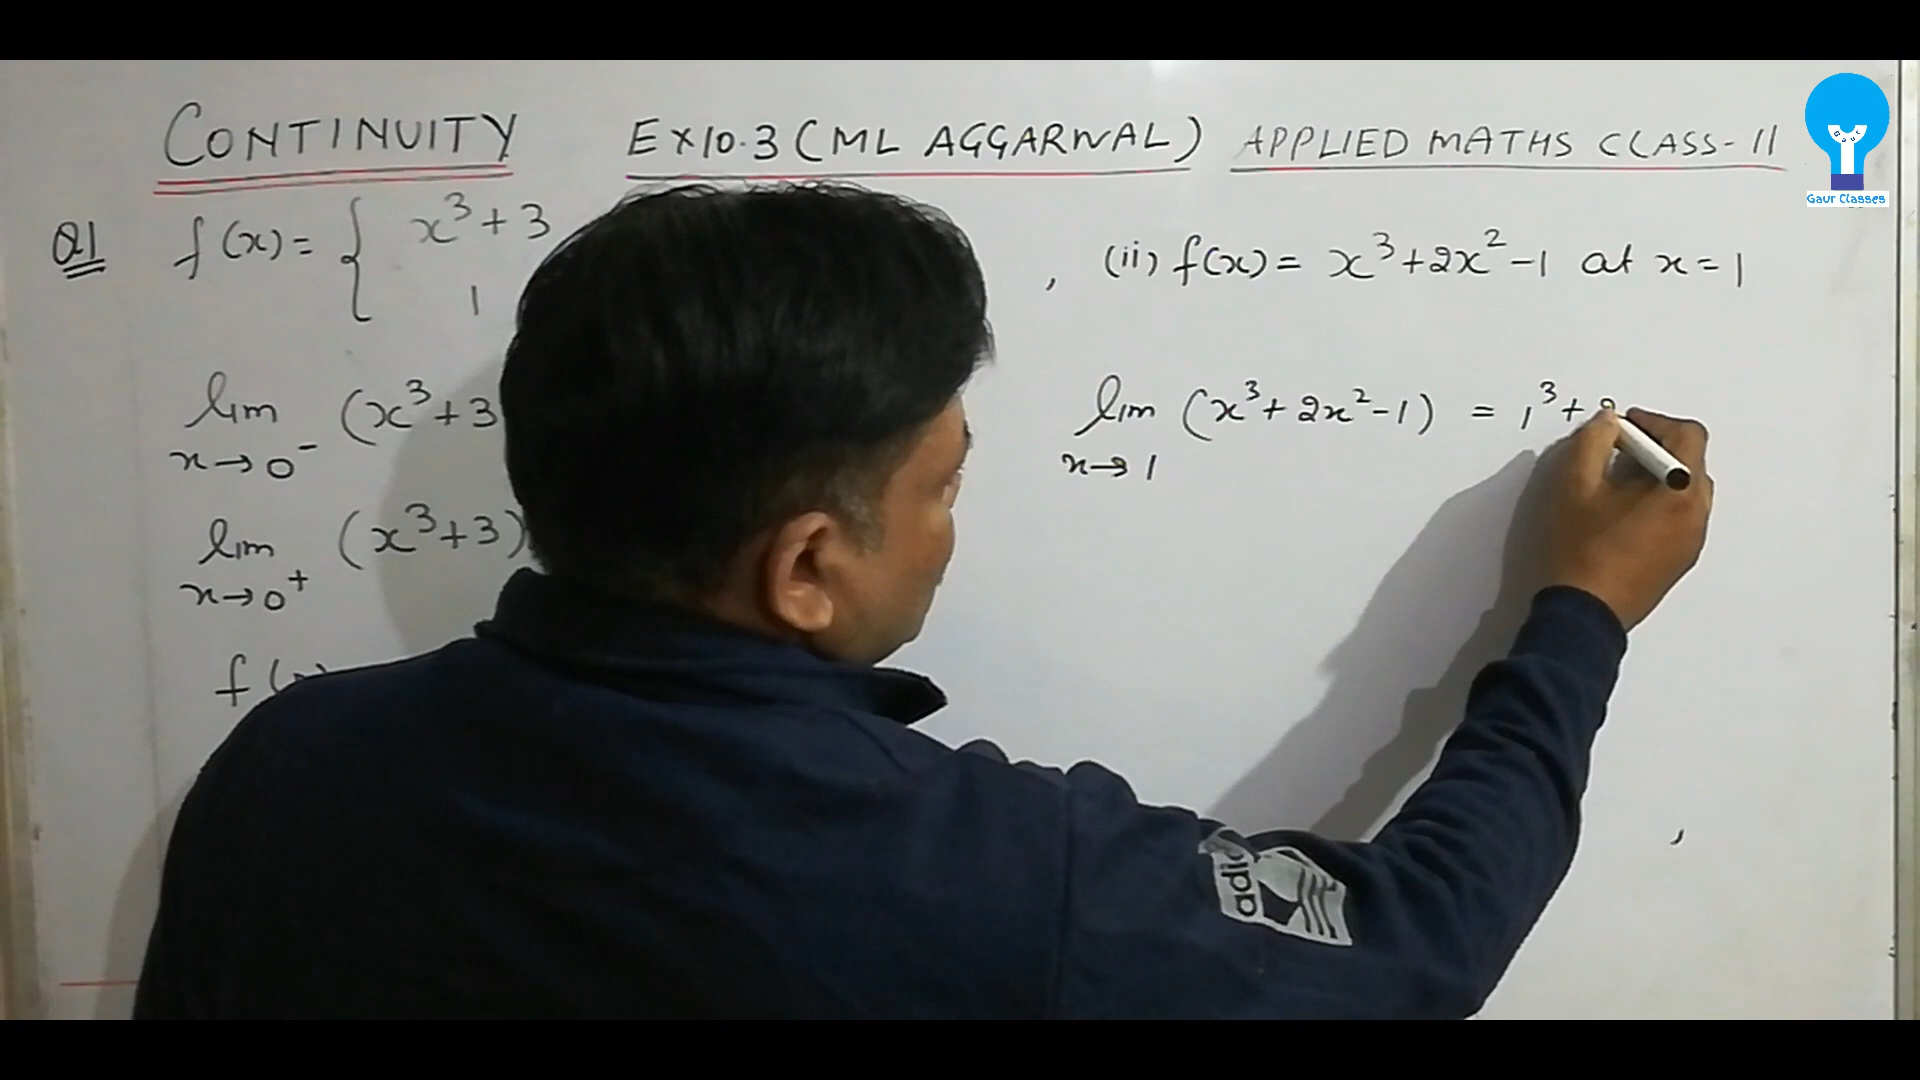 CONTINUITY EX10.3 (ML AGGARWAL) APPLIED MATHS CLASS-11
Gaur Classes
Q1 f(x) = { x³+3
1
, (ii) f(x) = x³+2x²-1 at x=1
lim (x³+3
x→0⁻
lim (x³+3)
x→0⁺
f(
lim (x³+2x²-1) = 1³+2
x→1
adi